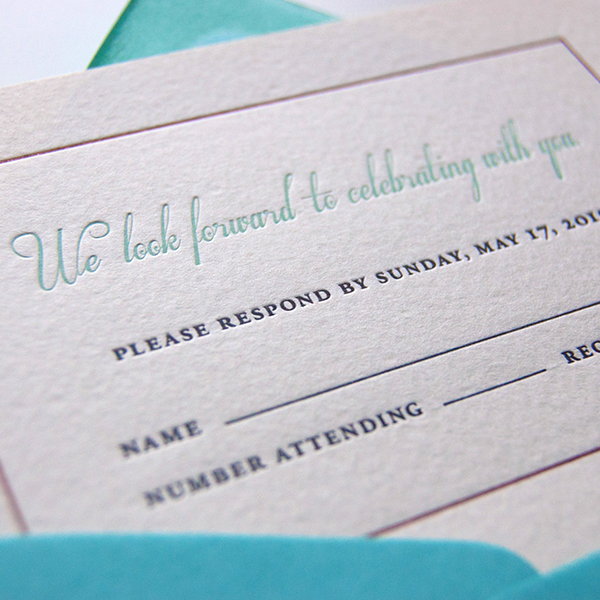 We look forward to celebrating with you
PLEASE RESPOND BY SUNDAY, MAY 17,
NAME
NUMBER ATTENDING